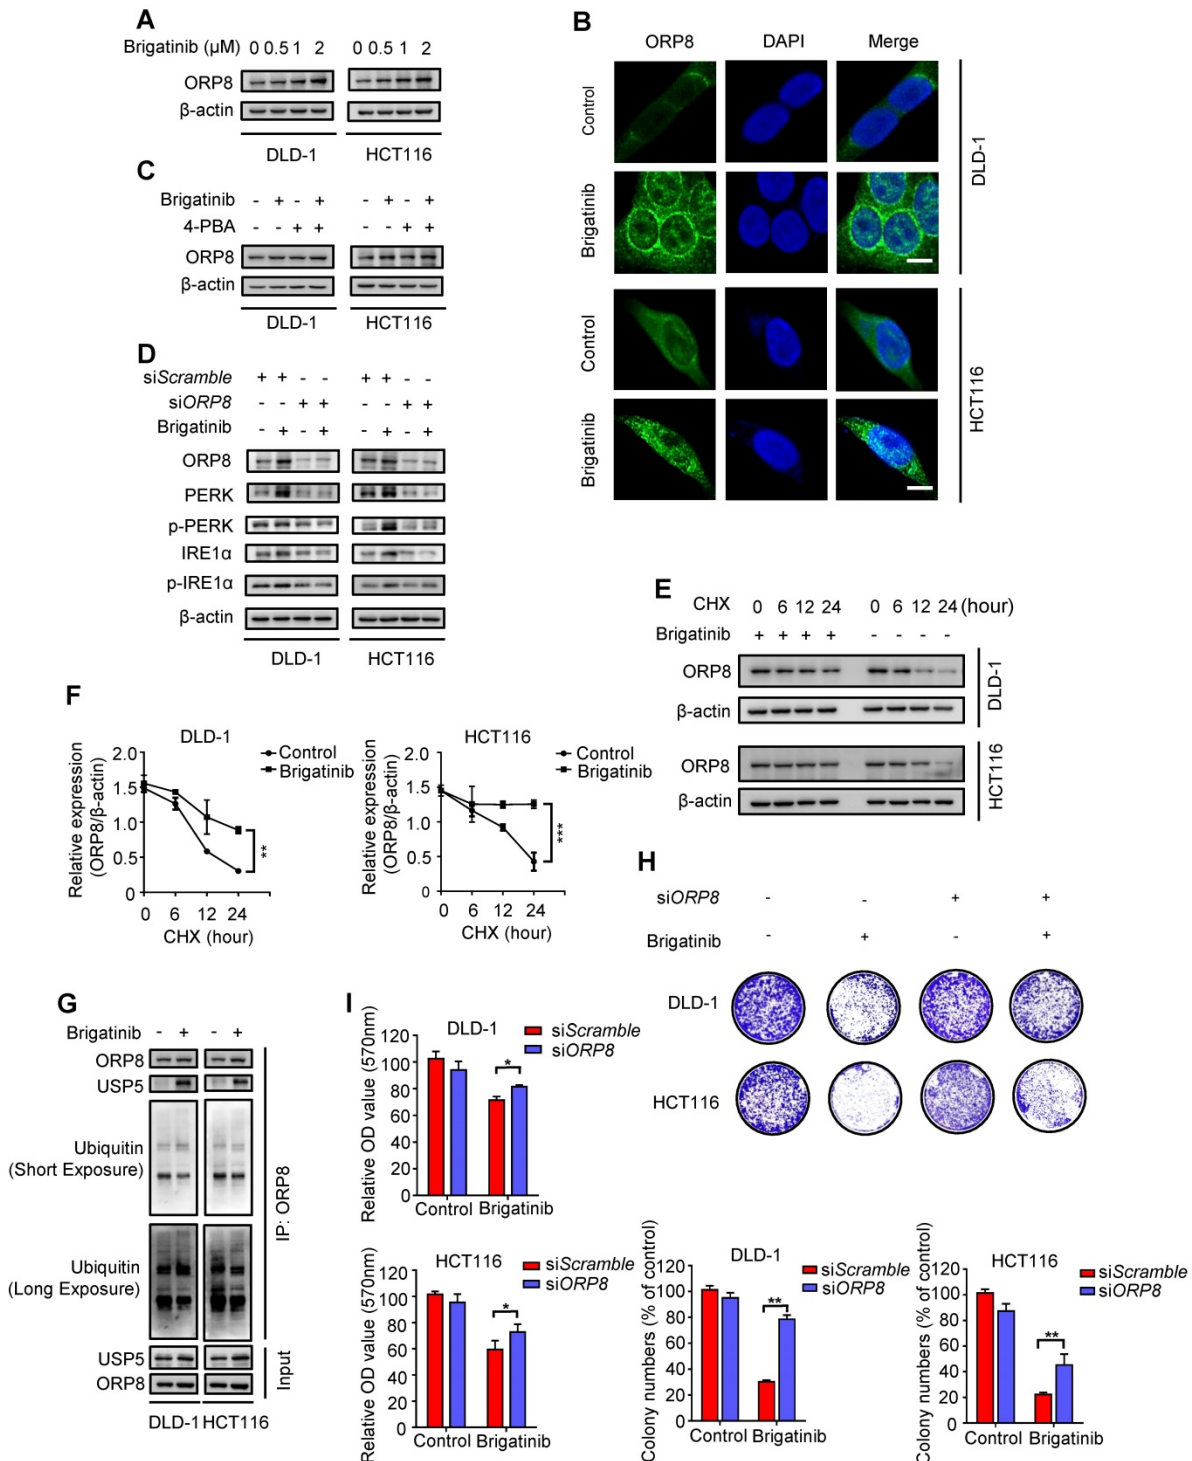 A
Brigatinib (μM) 0 0.5 1 2 0 0.5 1 2
ORP8
β-actin
DLD-1 HCT116
B
ORP8 DAPI Merge
Control
Brigatinib
DLD-1
Control
Brigatinib
HCT116
C
Brigatinib - + - + - + - +
4-PBA - - + + - - + +
ORP8
β-actin
DLD-1 HCT116
D
siScramble + + - - + + - -
siORP8 - - + + - - + +
Brigatinib - + - + - + - +
ORP8
PERK
p-PERK
IRE1α
p-IRE1α
β-actin
DLD-1 HCT116
E
CHX 0 6 12 24 0 6 12 24 (hour)
Brigatinib + + + + - - - -
ORP8
β-actin
DLD-1
ORP8
β-actin
HCT116
F
DLD-1
Control
Brigatinib
Relative expression
(ORP8/β-actin)
2.0
1.5
1.0
0.5
0
**
0 6 12 24
CHX (hour)
HCT116
Control
Brigatinib
Relative expression
(ORP8/β-actin)
2.0
1.5
1.0
0.5
0
***
0 6 12 24
CHX (hour)
G
Brigatinib - + - +
ORP8
USP5
Ubiquitin
(Short Exposure)
Ubiquitin
(Long Exposure)
IP: ORP8
USP5
ORP8
Input
DLD-1 HCT116
H
siORP8 - - + +
Brigatinib - + - +
DLD-1
HCT116
I
DLD-1
siScramble
siORP8
Relative OD value (570nm)
120
100
80
60
40
20
0
*
Control Brigatinib
HCT116
siScramble
siORP8
Relative OD value (570nm)
120
100
80
60
40
20
0
*
Control Brigatinib
DLD-1
siScramble
siORP8
Colony numbers (% of control)
120
100
80
60
40
20
0
**
Control Brigatinib
HCT116
siScramble
siORP8
Colony numbers (% of control)
120
100
80
60
40
20
0
**
Control Brigatinib